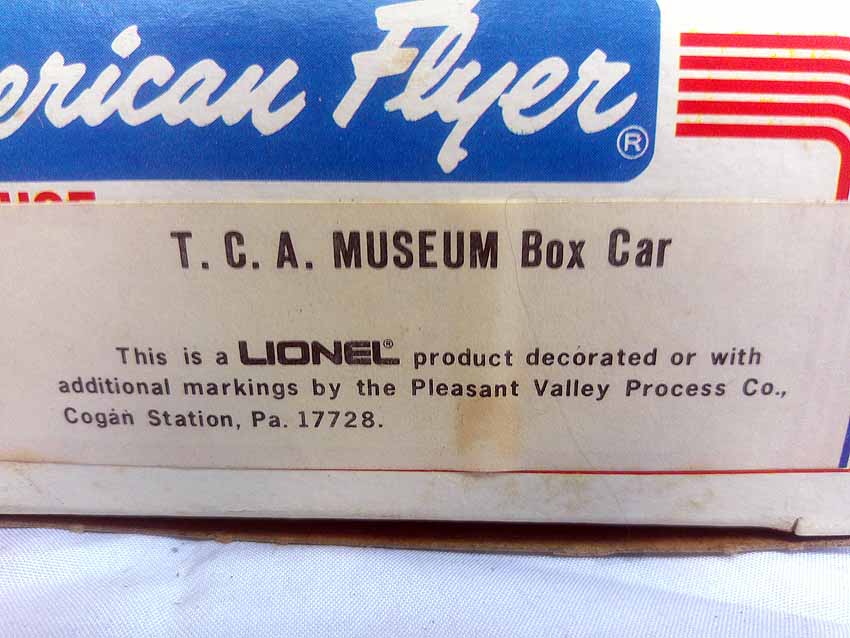 erican Flyer ®
T. C. A. MUSEUM Box Car
This is a LIONEL® product decorated or with
additional markings by the Pleasant Valley Process Co.,
Cogan Station, Pa. 17728.